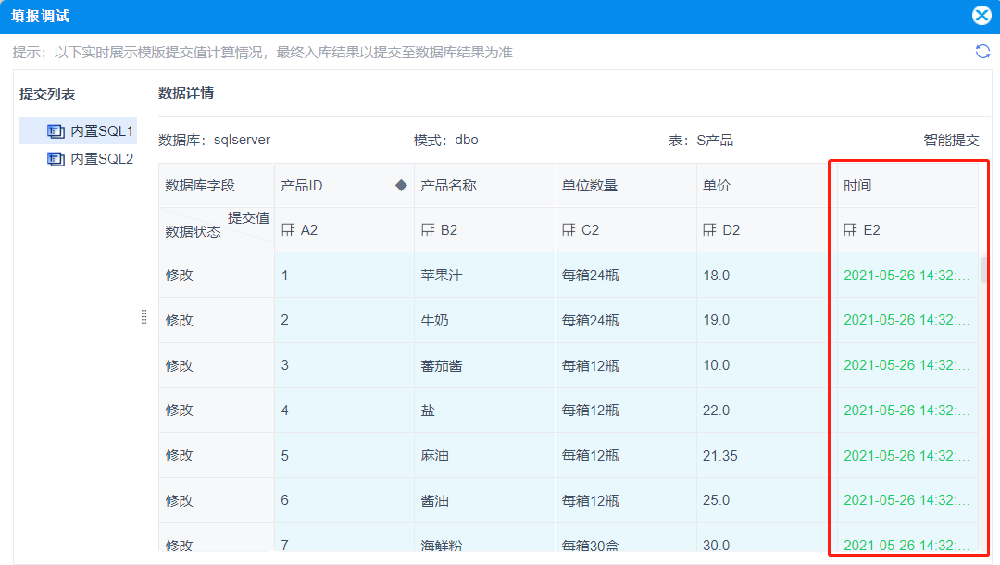 填报调试
提示：以下实时展示模版提交值计算情况，最终入库结果以提交至数据库结果为准
提交列表
内置SQL1
内置SQL2
数据详情
数据库：sqlserver 模式：dbo 表：S产品 智能提交
数据库字段 产品ID 产品名称 单位数量 单价 时间
提交值
数据状态 A2 B2 C2 D2 E2
修改 1 苹果汁 每箱24瓶 18.0 2021-05-26 14:32:...
修改 2 牛奶 每箱24瓶 19.0 2021-05-26 14:32:...
修改 3 蕃茄酱 每箱12瓶 10.0 2021-05-26 14:32:...
修改 4 盐 每箱12瓶 22.0 2021-05-26 14:32:...
修改 5 麻油 每箱12瓶 21.35 2021-05-26 14:32:...
修改 6 酱油 每箱12瓶 25.0 2021-05-26 14:32:...
修改 7 海鲜粉 每箱30盒 30.0 2021-05-26 14:32:...